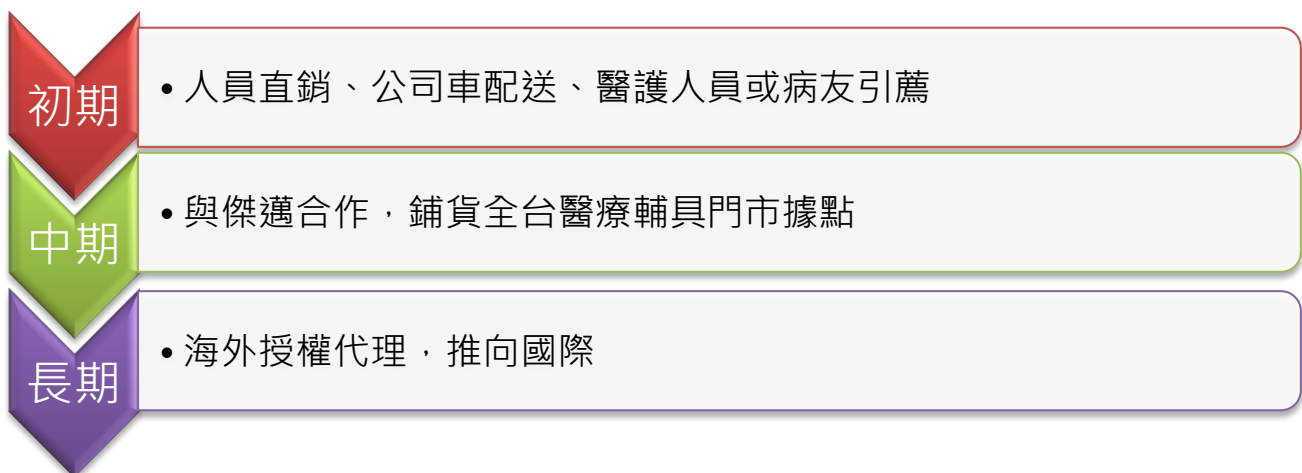 初期
• 人員直銷、公司車配送、醫護人員或病友引薦
中期
• 與傑邁合作，鋪貨全台醫療輔具門市據點
長期
• 海外授權代理，推向國際